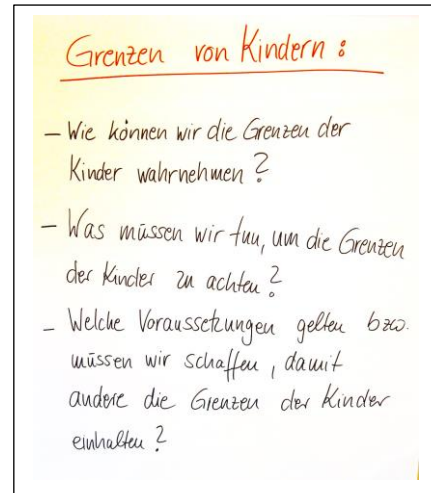 Grenzen von Kindern :
– Wie können wir die Grenzen der
Kinder wahrnehmen ?
– Was müssen wir tun, um die Grenzen
der Kinder zu achten ?
– Welche Voraussetzungen gelten bzw.
müssen wir schaffen, damit
andere die Grenzen der Kinder
einhalten ?